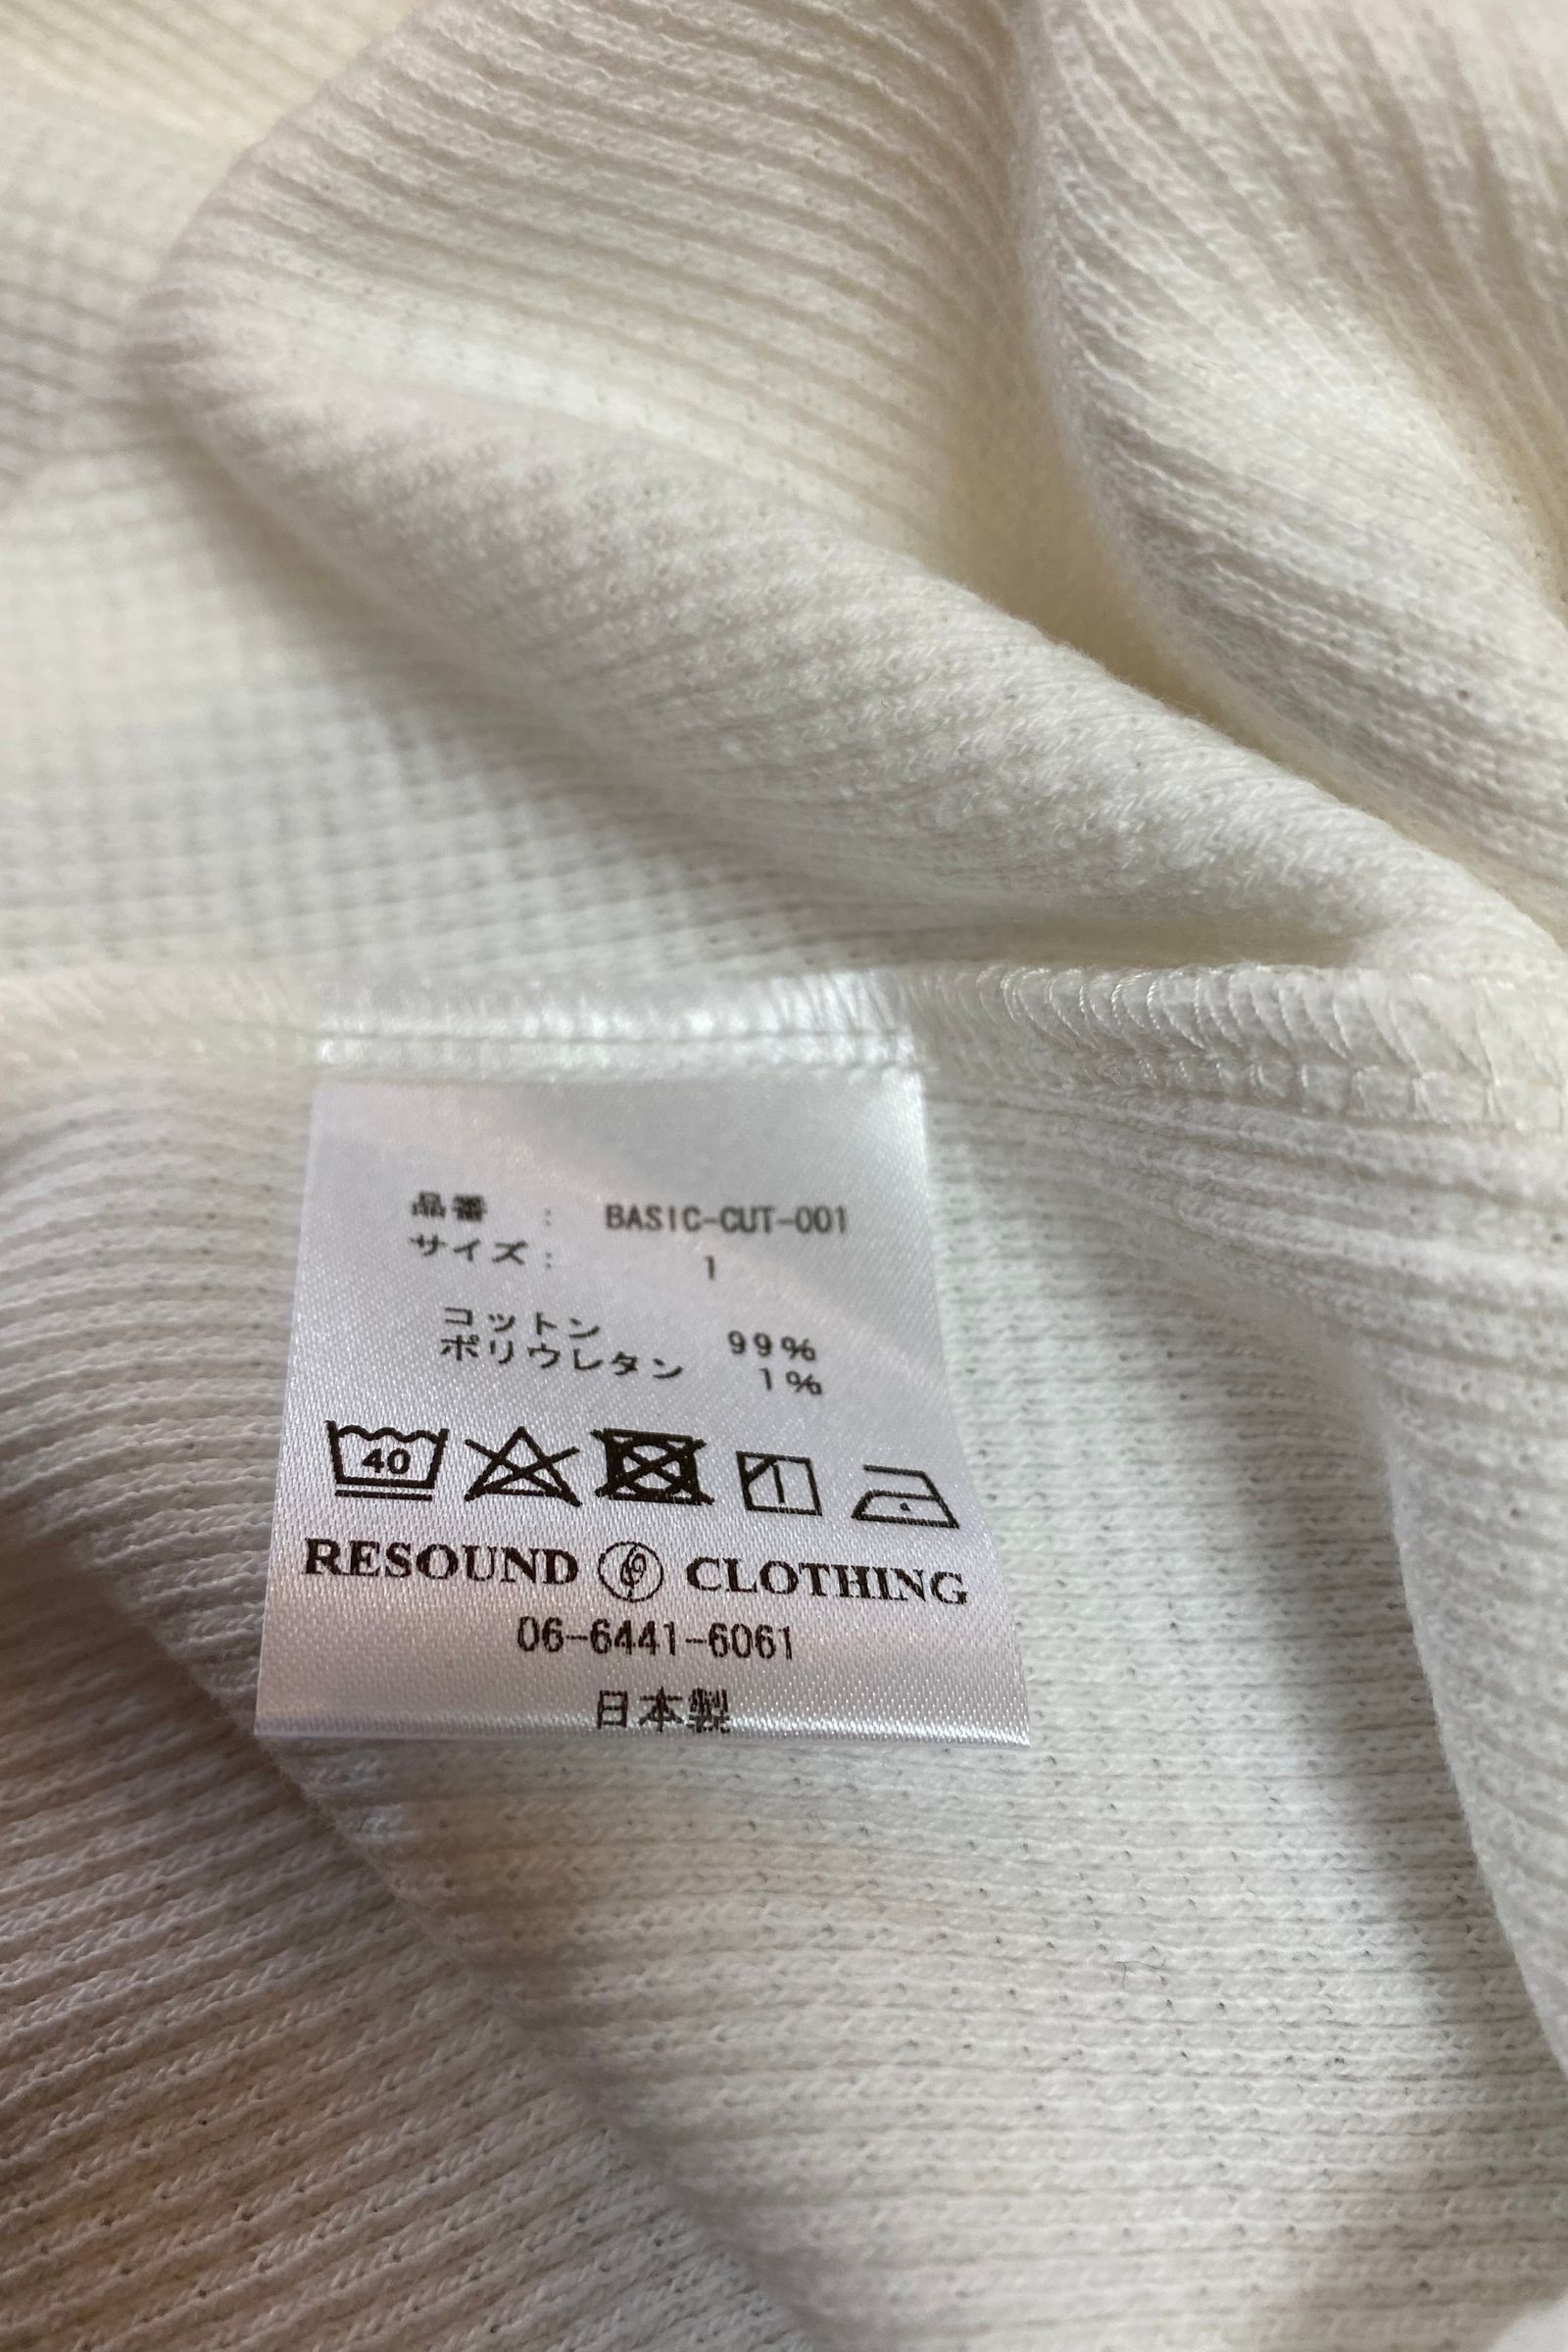 品番 : BASIC-CUT-001
サイズ : 1
コットン 99%
ポリウレタン 1%
40
RESOUND CLOTHING
06-6441-6061
日本製